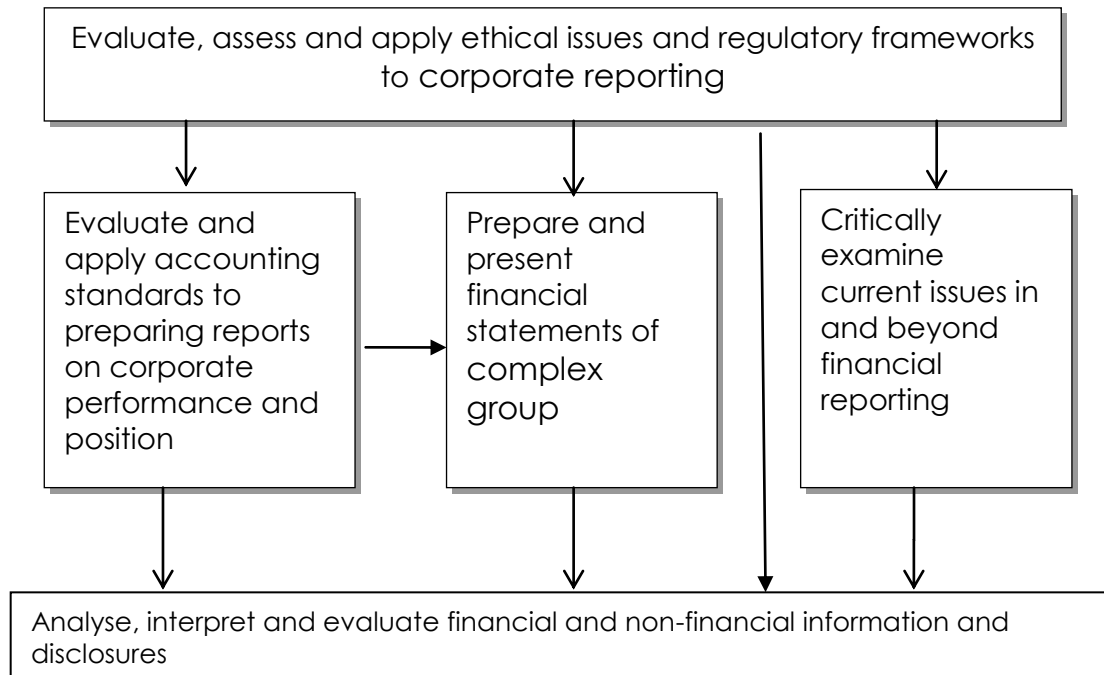 Evaluate, assess and apply ethical issues and regulatory frameworks
to corporate reporting
Evaluate and
apply accounting
standards to
preparing reports
on corporate
performance and
position
Prepare and
present
financial
statements of
complex
group
Critically
examine
current issues in
and beyond
financial
reporting
Analyse, interpret and evaluate financial and non-financial information and
disclosures